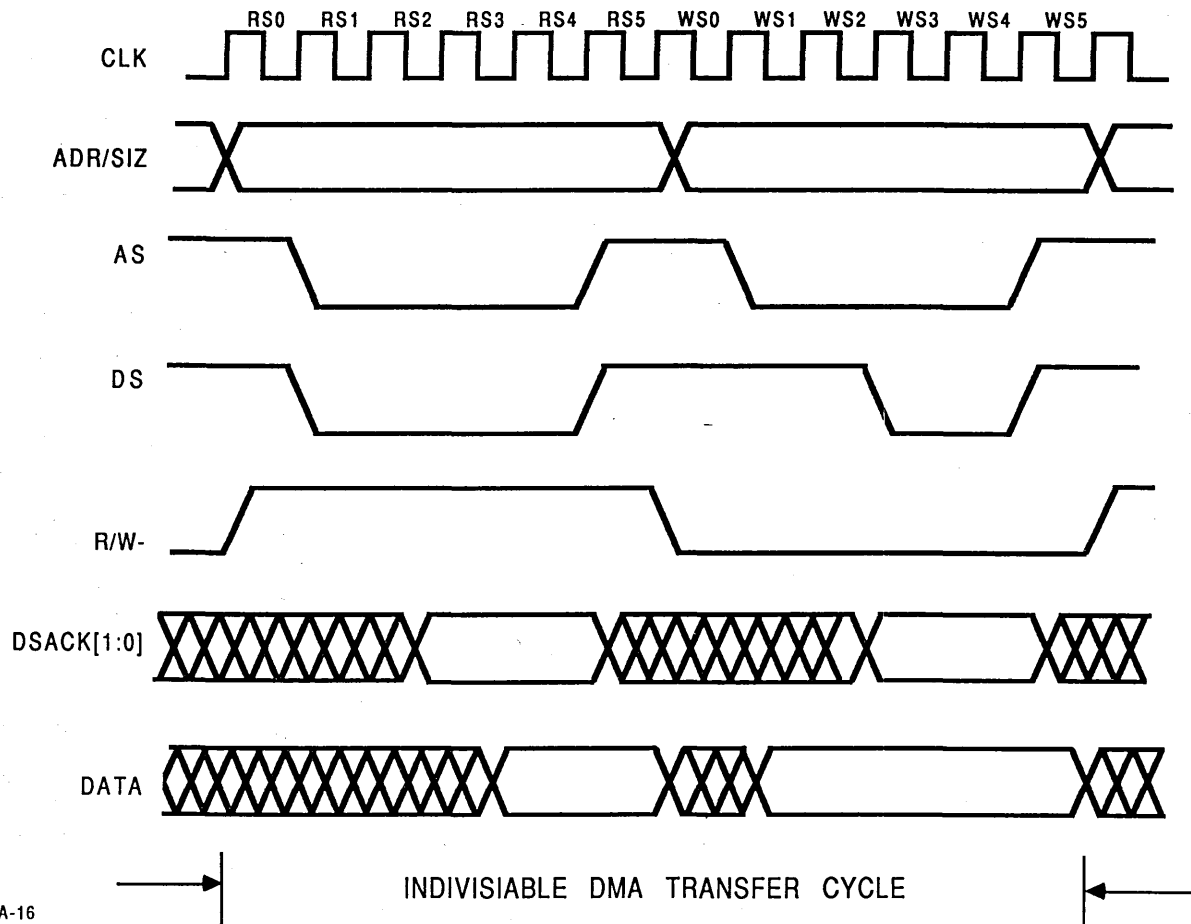 RS0 RS1 RS2 RS3 RS4 RS5 WS0 WS1 WS2 WS3 WS4 WS5
CLK
ADR/SIZ
AS
DS
R/W-
DSACK[1:0]
DATA
INDIVISIABLE DMA TRANSFER CYCLE
A-16